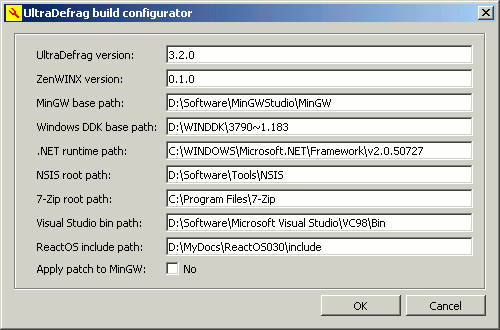 UltraDefrag build configurator
UltraDefrag version: 3.2.0
ZenWINX version: 0.1.0
MinGW base path: D:\Software\MinGWStudio\MinGW
Windows DDK base path: D:\WINDDK\3790~1.183
.NET runtime path: C:\WINDOWS\Microsoft.NET\Framework\v2.0.50727
NSIS root path: D:\Software\Tools\NSIS
7-Zip root path: C:\Program Files\7-Zip
Visual Studio bin path: D:\Software\Microsoft Visual Studio\VC98\Bin
ReactOS include path: D:\MyDocs\ReactOS030\include
Apply patch to MinGW: No
OK Cancel